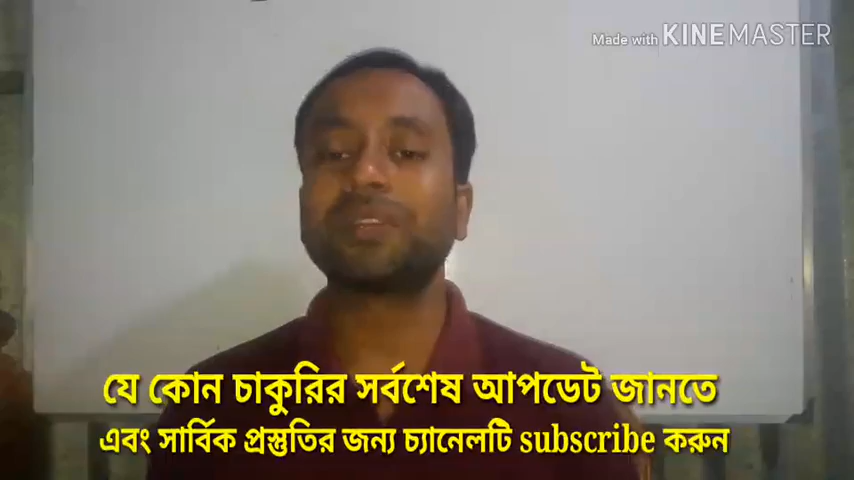 Made with KINEMASTER
যে কোন চাকুরির সর্বশেষ আপডেট জানতে
এবং সার্বিক প্রস্তুতির জন্য চ্যানেলটি subscribe করুন